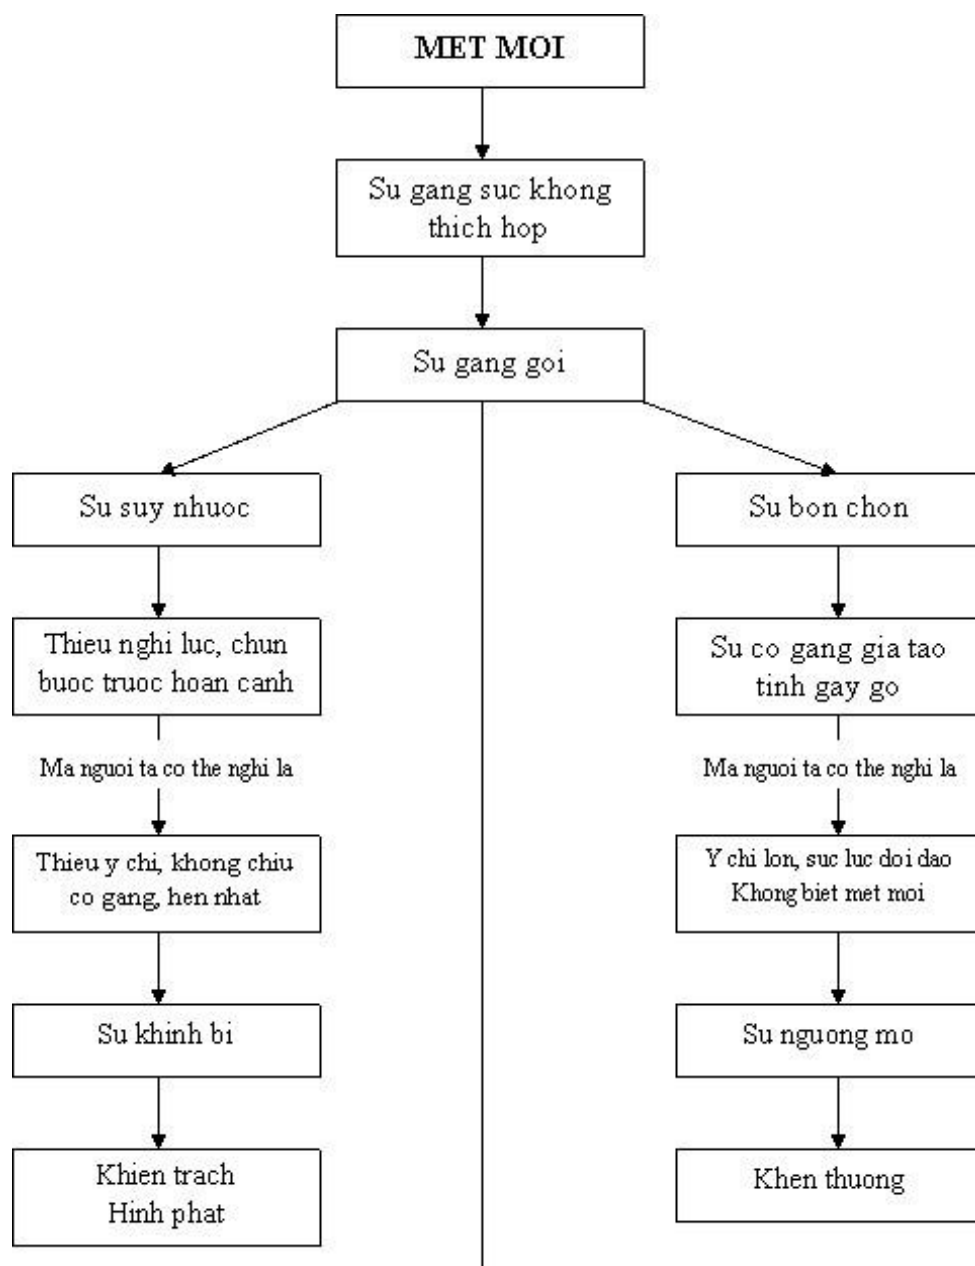 MET MOI
Su gang suc khong
thich hop
Su gang goi
Su suy nhuoc
Thieu nghi luc, chun
buoc truoc hoan canh
Ma nguoi ta co the nghi la
Thieu y chi, khong chiu
co gang, hen nhat
Su khinh bi
Khien trach
Hinh phat
Su bon chon
Su co gang gia tao
tinh gay go
Ma nguoi ta co the nghi la
Y chi lon, suc luc doi dao
Khong biet met moi
Su nguong mo
Khen thuong